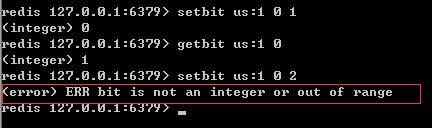 redis 127.0.0.1:6379> setbit us:1 0 1
(integer) 0
redis 127.0.0.1:6379> getbit us:1 0
(integer) 1
redis 127.0.0.1:6379> setbit us:1 0 2
(error) ERR bit is not an integer or out of range
redis 127.0.0.1:6379>